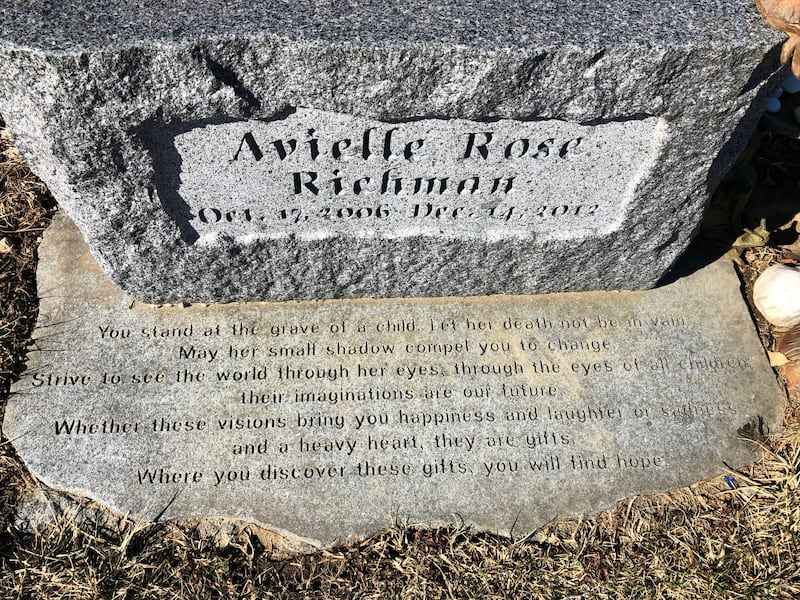 Avielle Rose
Richman
Oct. 17, 2006 Dec. 14, 2012
You stand at the grave of a child. Let her death not be in vain.
May her small shadow compel you to change.
Strive to see the world through her eyes, through the eyes of all children,
their imaginations are our future.
Whether these visions bring you happiness and laughter or sadness
and a heavy heart, they are gifts.
Where you discover these gifts, you will find hope.